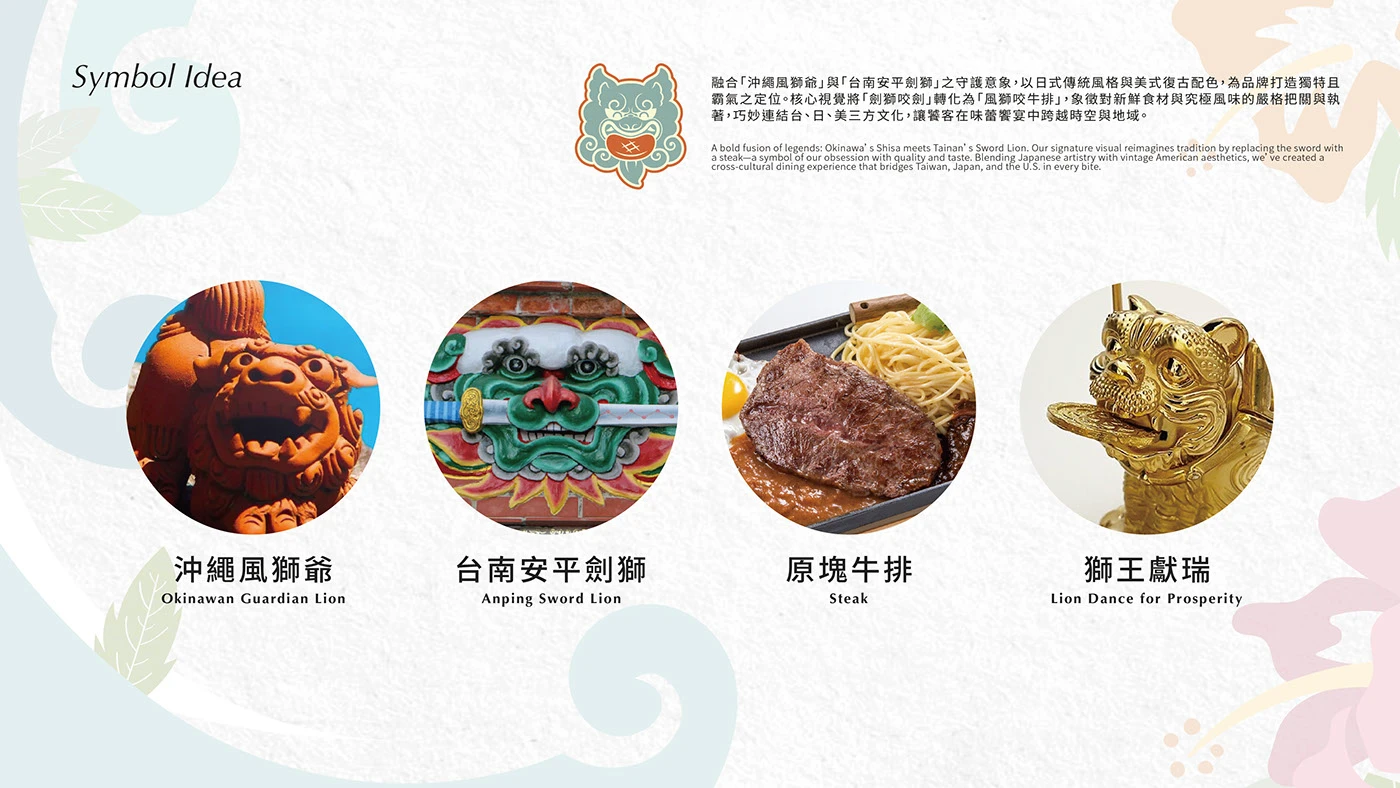 Symbol Idea
融合「沖繩風獅爺」與「台南安平劍獅」之守護意象，以日式傳統風格與美式復古配色，為品牌打造獨特且
霸氣之定位。核心視覺將「劍獅咬劍」轉化為「風獅咬牛排」，象徵對新鮮食材與究極風味的嚴格把關與執
著，巧妙連結台、日、美三方文化，讓饕客在味蕾饗宴中跨越時空與地域。
A bold fusion of legends: Okinawa's Shisa meets Tainan's Sword Lion. Our signature visual reimagines tradition by replacing the sword with
a steak—a symbol of our obsession with quality and taste. Blending Japanese artistry with vintage American aesthetics, we've created a
cross-cultural dining experience that bridges Taiwan, Japan, and the U.S. in every bite.
沖繩風獅爺
Okinawan Guardian Lion
台南安平劍獅
Anping Sword Lion
原塊牛排
Steak
獅王獻瑞
Lion Dance for Prosperity